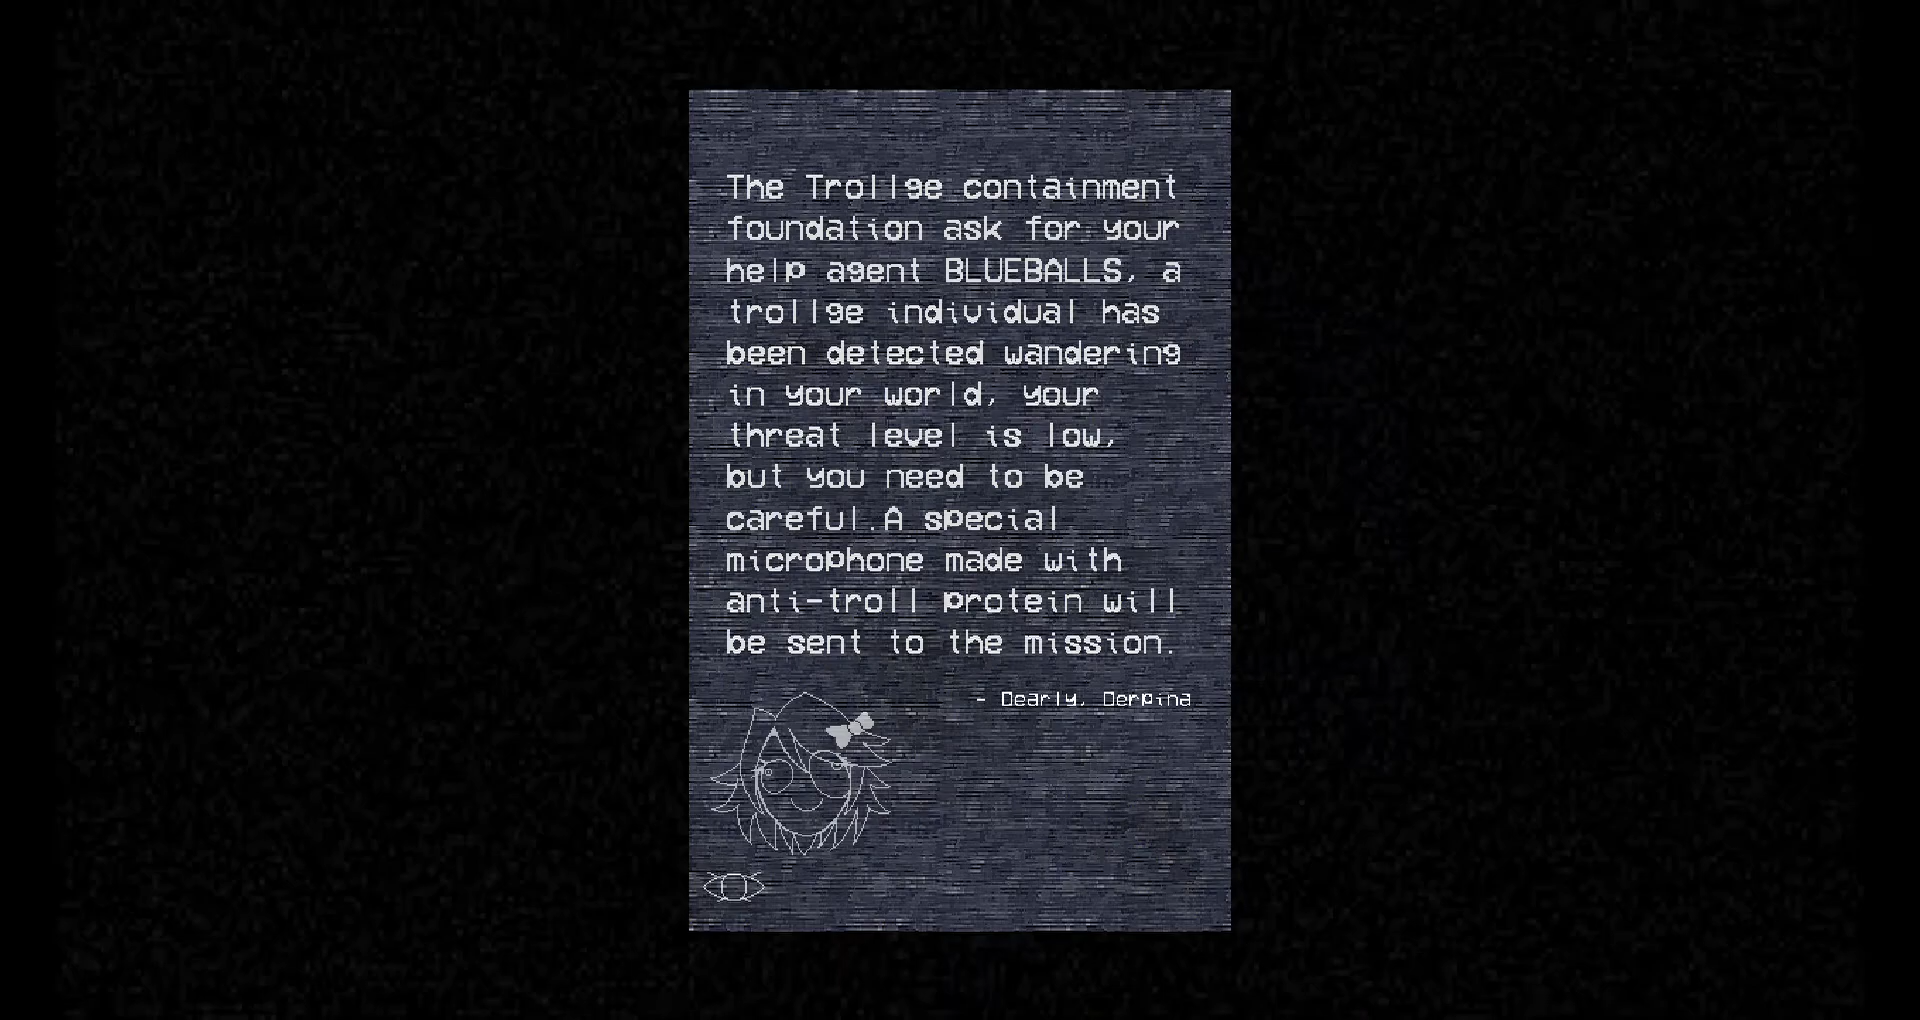 The Trollge containment
foundation ask for your
help agent BLUEBALLS, a
trollge individual has
been detected wandering
in your world, your
threat level is low,
but you need to be
careful.A special
microphone made with
anti-troll protein will
be sent to the mission.
- Dearly, Derpina